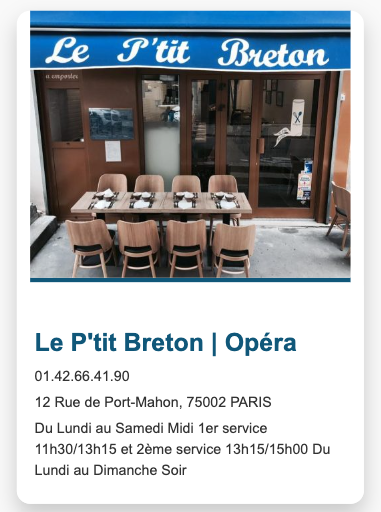 Le P'tit Breton
à emporter
Le P'tit Breton | Opéra
01.42.66.41.90
12 Rue de Port-Mahon, 75002 PARIS
Du Lundi au Samedi Midi 1er service
11h30/13h15 et 2ème service 13h15/15h00 Du
Lundi au Dimanche Soir